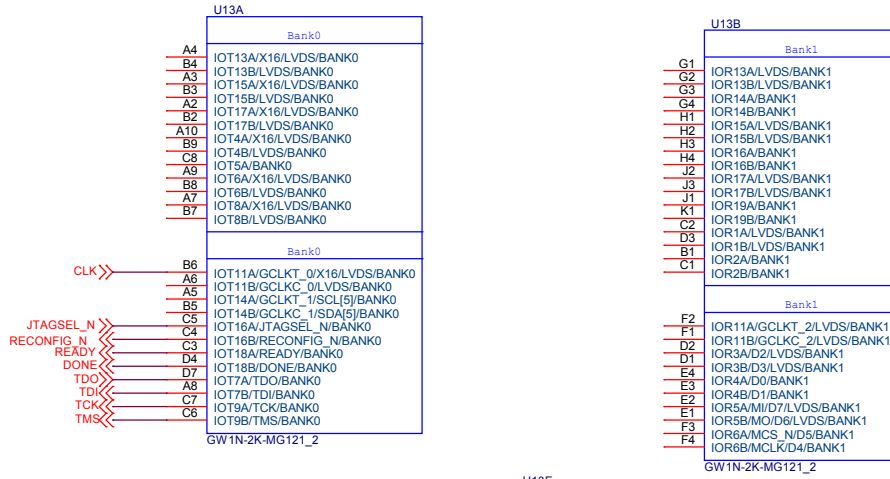 U13A
Bank0
A4 IOT13A/X16/LVDS/BANK0
B4 IOT13B/LVDS/BANK0
A3 IOT15A/X16/LVDS/BANK0
B3 IOT15B/LVDS/BANK0
A2 IOT17A/X16/LVDS/BANK0
B2 IOT17B/LVDS/BANK0
A10 IOT4A/X16/LVDS/BANK0
B9 IOT4B/LVDS/BANK0
C8 IOT5A/BANK0
A9 IOT6A/X16/LVDS/BANK0
B8 IOT6B/LVDS/BANK0
A7 IOT8A/X16/LVDS/BANK0
B7 IOT8B/LVDS/BANK0
Bank0
CLK B6 IOT11A/GCLKT_0/X16/LVDS/BANK0
A6 IOT11B/GCLKC_0/LVDS/BANK0
A5 IOT14A/GCLKT_1/SCL[5]/BANK0
B5 IOT14B/GCLKC_1/SDA[5]/BANK0
JTAGSEL_N C5 IOT16A/JTAGSEL_N/BANK0
RECONFIG_N C4 IOT16B/RECONFIG_N/BANK0
READY C3 IOT18A/READY/BANK0
DONE D4 IOT18B/DONE/BANK0
TDO D7 IOT7A/TDO/BANK0
TDI A8 IOT7B/TDI/BANK0
TCK C7 IOT9A/TCK/BANK0
TMS C6 IOT9B/TMS/BANK0
GW1N-2K-MG121_2
U13B
Bank1
G1 IOR13A/LVDS/BANK1
G2 IOR13B/LVDS/BANK1
G3 IOR14A/BANK1
G4 IOR14B/BANK1
H1 IOR15A/LVDS/BANK1
H2 IOR15B/LVDS/BANK1
H3 IOR16A/BANK1
H4 IOR16B/BANK1
J2 IOR17A/LVDS/BANK1
J3 IOR17B/LVDS/BANK1
J1 IOR19A/BANK1
K1 IOR19B/BANK1
C2 IOR1A/LVDS/BANK1
D3 IOR1B/LVDS/BANK1
B1 IOR2A/BANK1
C1 IOR2B/BANK1
Bank1
F2 IOR11A/GCLKT_2/LVDS/BANK1
F1 IOR11B/GCLKC_2/LVDS/BANK1
D2 IOR3A/D2/LVDS/BANK1
D1 IOR3B/D3/LVDS/BANK1
E4 IOR4A/D0/BANK1
E3 IOR4B/D1/BANK1
E2 IOR5A/MI/D7/LVDS/BANK1
E1 IOR5B/MO/D6/LVDS/BANK1
F3 IOR6A/MCS_N/D5/BANK1
F4 IOR6B/MCLK/D4/BANK1
GW1N-2K-MG121_2